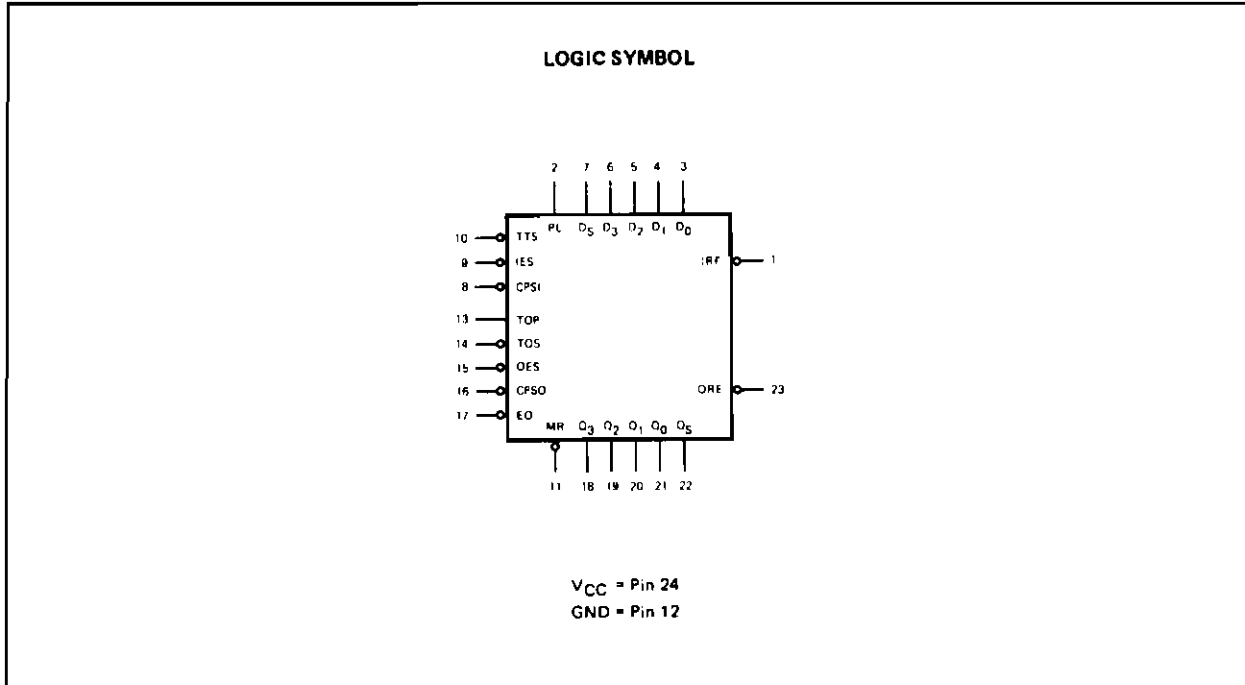 LOGIC SYMBOL
2 7 6 5 4 3
PL D5 D3 D2 D1 D0
10 TTS
9 IES
IRF 1
8 CPSI
13 TOP
14 TOS
15 OES
16 CPSO
ORE 23
17 EO
MR Q3 Q2 Q1 Q0 QS
11 18 19 20 21 22
VCC = Pin 24
GND = Pin 12